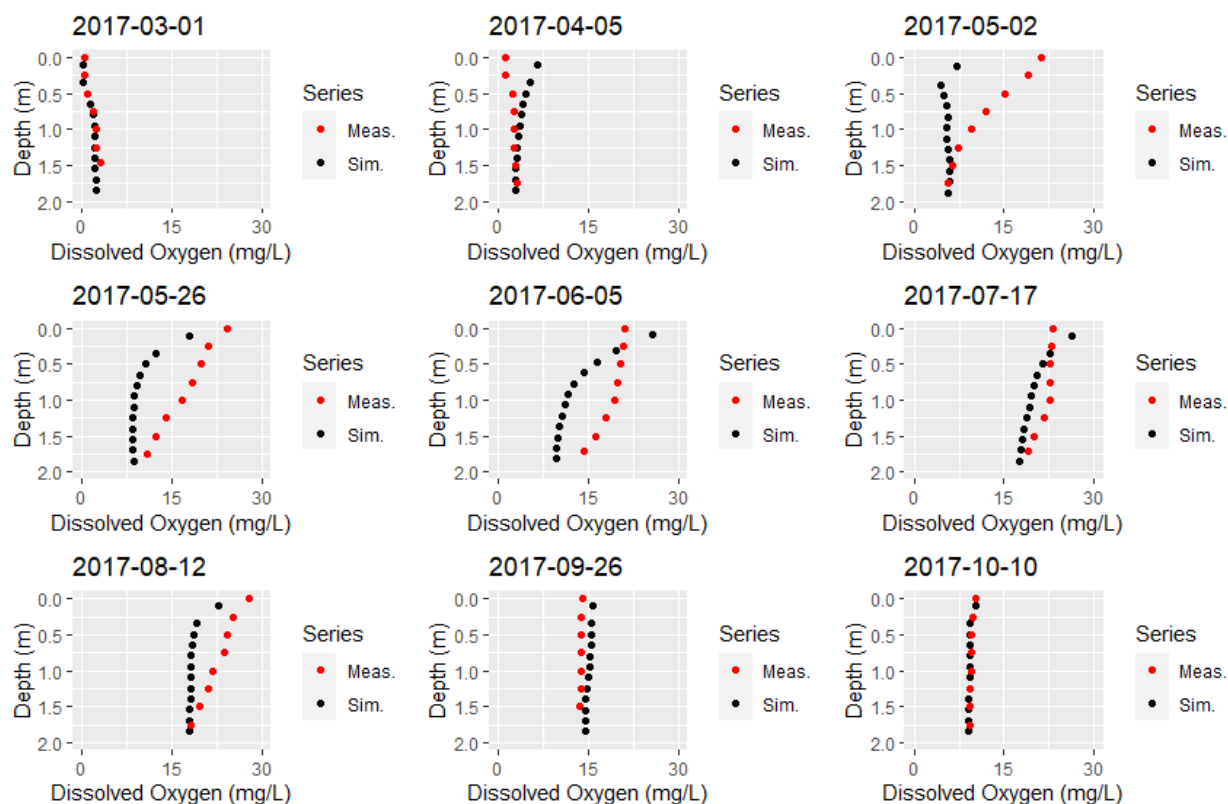 2017-03-01
0.0
0.5
1.0
1.5
2.0
Depth (m)
0 15 30
Dissolved Oxygen (mg/L)
Series
Meas.
Sim.
2017-04-05
0.0
0.5
1.0
1.5
2.0
Depth (m)
0 15 30
Dissolved Oxygen (mg/L)
Series
Meas.
Sim.
2017-05-02
0.0
0.5
1.0
1.5
2.0
Depth (m)
0 15 30
Dissolved Oxygen (mg/L)
Series
Meas.
Sim.
2017-05-26
0.0
0.5
1.0
1.5
2.0
Depth (m)
0 15 30
Dissolved Oxygen (mg/L)
Series
Meas.
Sim.
2017-06-05
0.0
0.5
1.0
1.5
2.0
Depth (m)
0 15 30
Dissolved Oxygen (mg/L)
Series
Meas.
Sim.
2017-07-17
0.0
0.5
1.0
1.5
2.0
Depth (m)
0 15 30
Dissolved Oxygen (mg/L)
Series
Meas.
Sim.
2017-08-12
0.0
0.5
1.0
1.5
2.0
Depth (m)
0 15 30
Dissolved Oxygen (mg/L)
Series
Meas.
Sim.
2017-09-26
0.0
0.5
1.0
1.5
2.0
Depth (m)
0 15 30
Dissolved Oxygen (mg/L)
Series
Meas.
Sim.
2017-10-10
0.0
0.5
1.0
1.5
2.0
Depth (m)
0 15 30
Dissolved Oxygen (mg/L)
Series
Meas.
Sim.